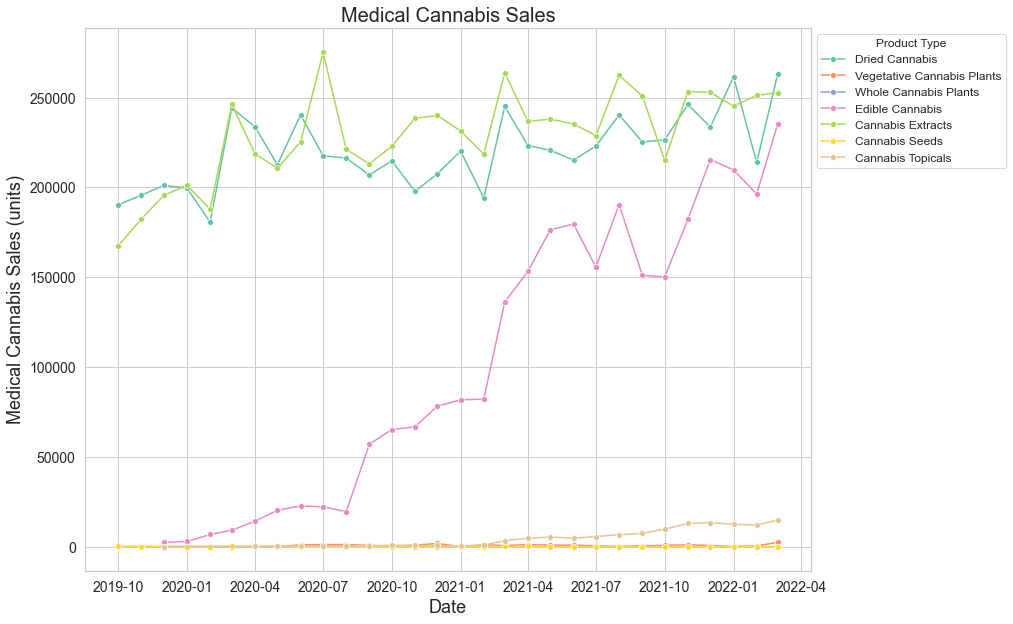 Medical Cannabis Sales
Product Type
Dried Cannabis
Vegetative Cannabis Plants
Whole Cannabis Plants
Edible Cannabis
Cannabis Extracts
Cannabis Seeds
Cannabis Topicals
Medical Cannabis Sales (units)
250000
200000
150000
100000
50000
0
2019-10 2020-01 2020-04 2020-07 2020-10 2021-01 2021-04 2021-07 2021-10 2022-01 2022-04
Date